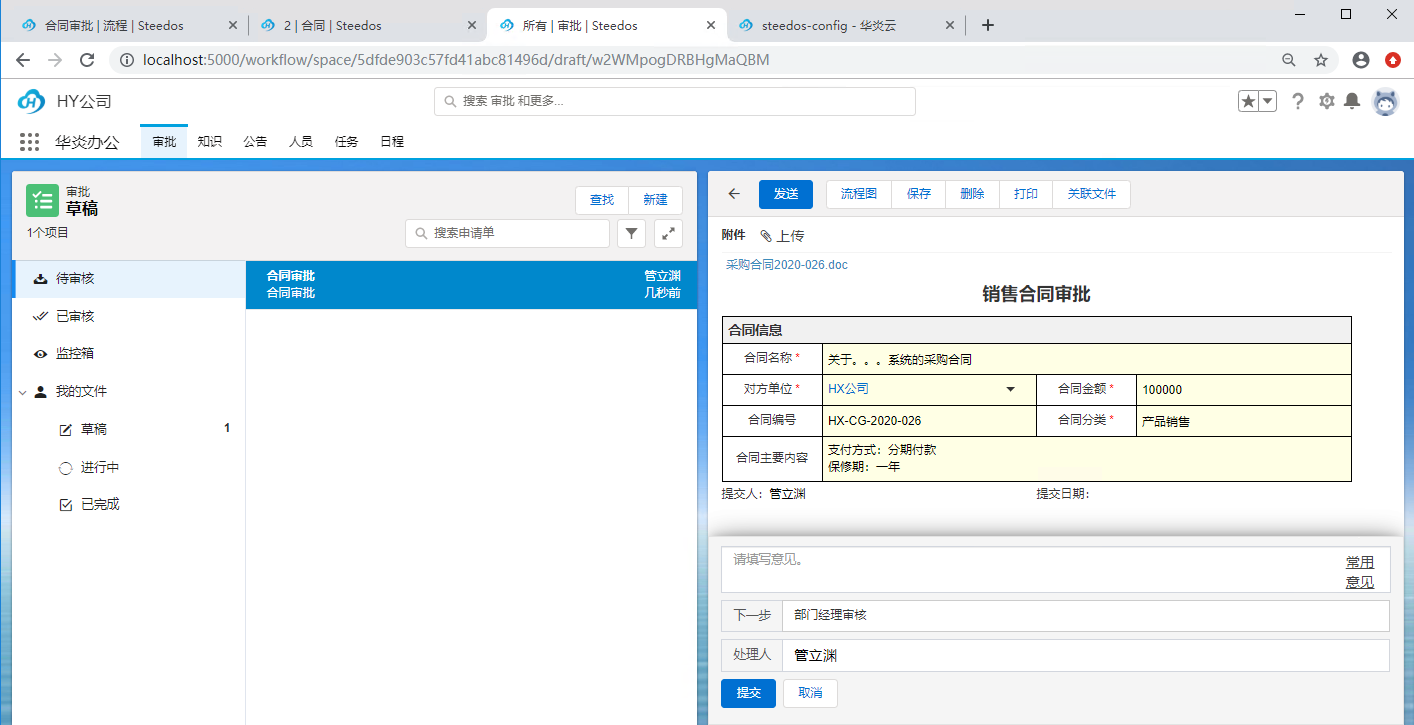 合同审批 | 流程 | Steedos
2 | 合同 | Steedos
所有 | 审批 | Steedos
steedos-config - 华炎云
localhost:5000/workflow/space/5dfde903c57fd41abc81496d/draft/w2WMpogDRBHgMaQBM
HY公司
搜索 审批 和更多...
华炎办公
审批
知识
公告
人员
任务
日程
审批
草稿
1个项目
查找
新建
搜索申请单
待审核
已审核
监控箱
我的文件
草稿
1
进行中
已完成
合同审批
管立渊
合同审批
几秒前
发送
流程图
保存
删除
打印
关联文件
附件
上传
采购合同2020-026.doc
销售合同审批
合同信息
合同名称 *
关于。。。系统的采购合同
对方单位 *
HX公司
合同金额 *
100000
合同编号
HX-CG-2020-026
合同分类 *
产品销售
合同主要内容
支付方式：分期付款
保修期：一年
提交人：管立渊
提交日期：
请填写意见。
常用
意见
下一步
部门经理审核
处理人
管立渊
提交
取消